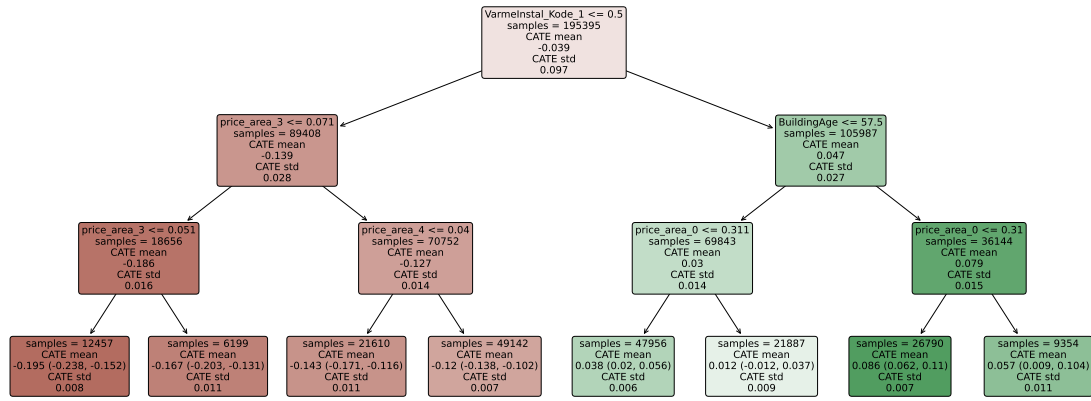 VarmeInstal_Kode_1 <= 0.5
samples = 195395
CATE mean
-0.039
CATE std
0.097
price_area_3 <= 0.071
samples = 89408
CATE mean
-0.139
CATE std
0.028
BuildingAge <= 57.5
samples = 105987
CATE mean
0.047
CATE std
0.027
price_area_3 <= 0.051
samples = 18656
CATE mean
-0.186
CATE std
0.016
price_area_4 <= 0.04
samples = 70752
CATE mean
-0.127
CATE std
0.014
price_area_0 <= 0.311
samples = 69843
CATE mean
0.03
CATE std
0.014
price_area_0 <= 0.31
samples = 36144
CATE mean
0.079
CATE std
0.015
samples = 12457
CATE mean
-0.195 (-0.238, -0.152)
CATE std
0.008
samples = 6199
CATE mean
-0.167 (-0.203, -0.131)
CATE std
0.011
samples = 21610
CATE mean
-0.143 (-0.171, -0.116)
CATE std
0.011
samples = 49142
CATE mean
-0.12 (-0.138, -0.102)
CATE std
0.007
samples = 47956
CATE mean
0.038 (0.02, 0.056)
CATE std
0.006
samples = 21887
CATE mean
0.012 (-0.012, 0.037)
CATE std
0.009
samples = 26790
CATE mean
0.086 (0.062, 0.11)
CATE std
0.007
samples = 9354
CATE mean
0.057 (0.009, 0.104)
CATE std
0.011